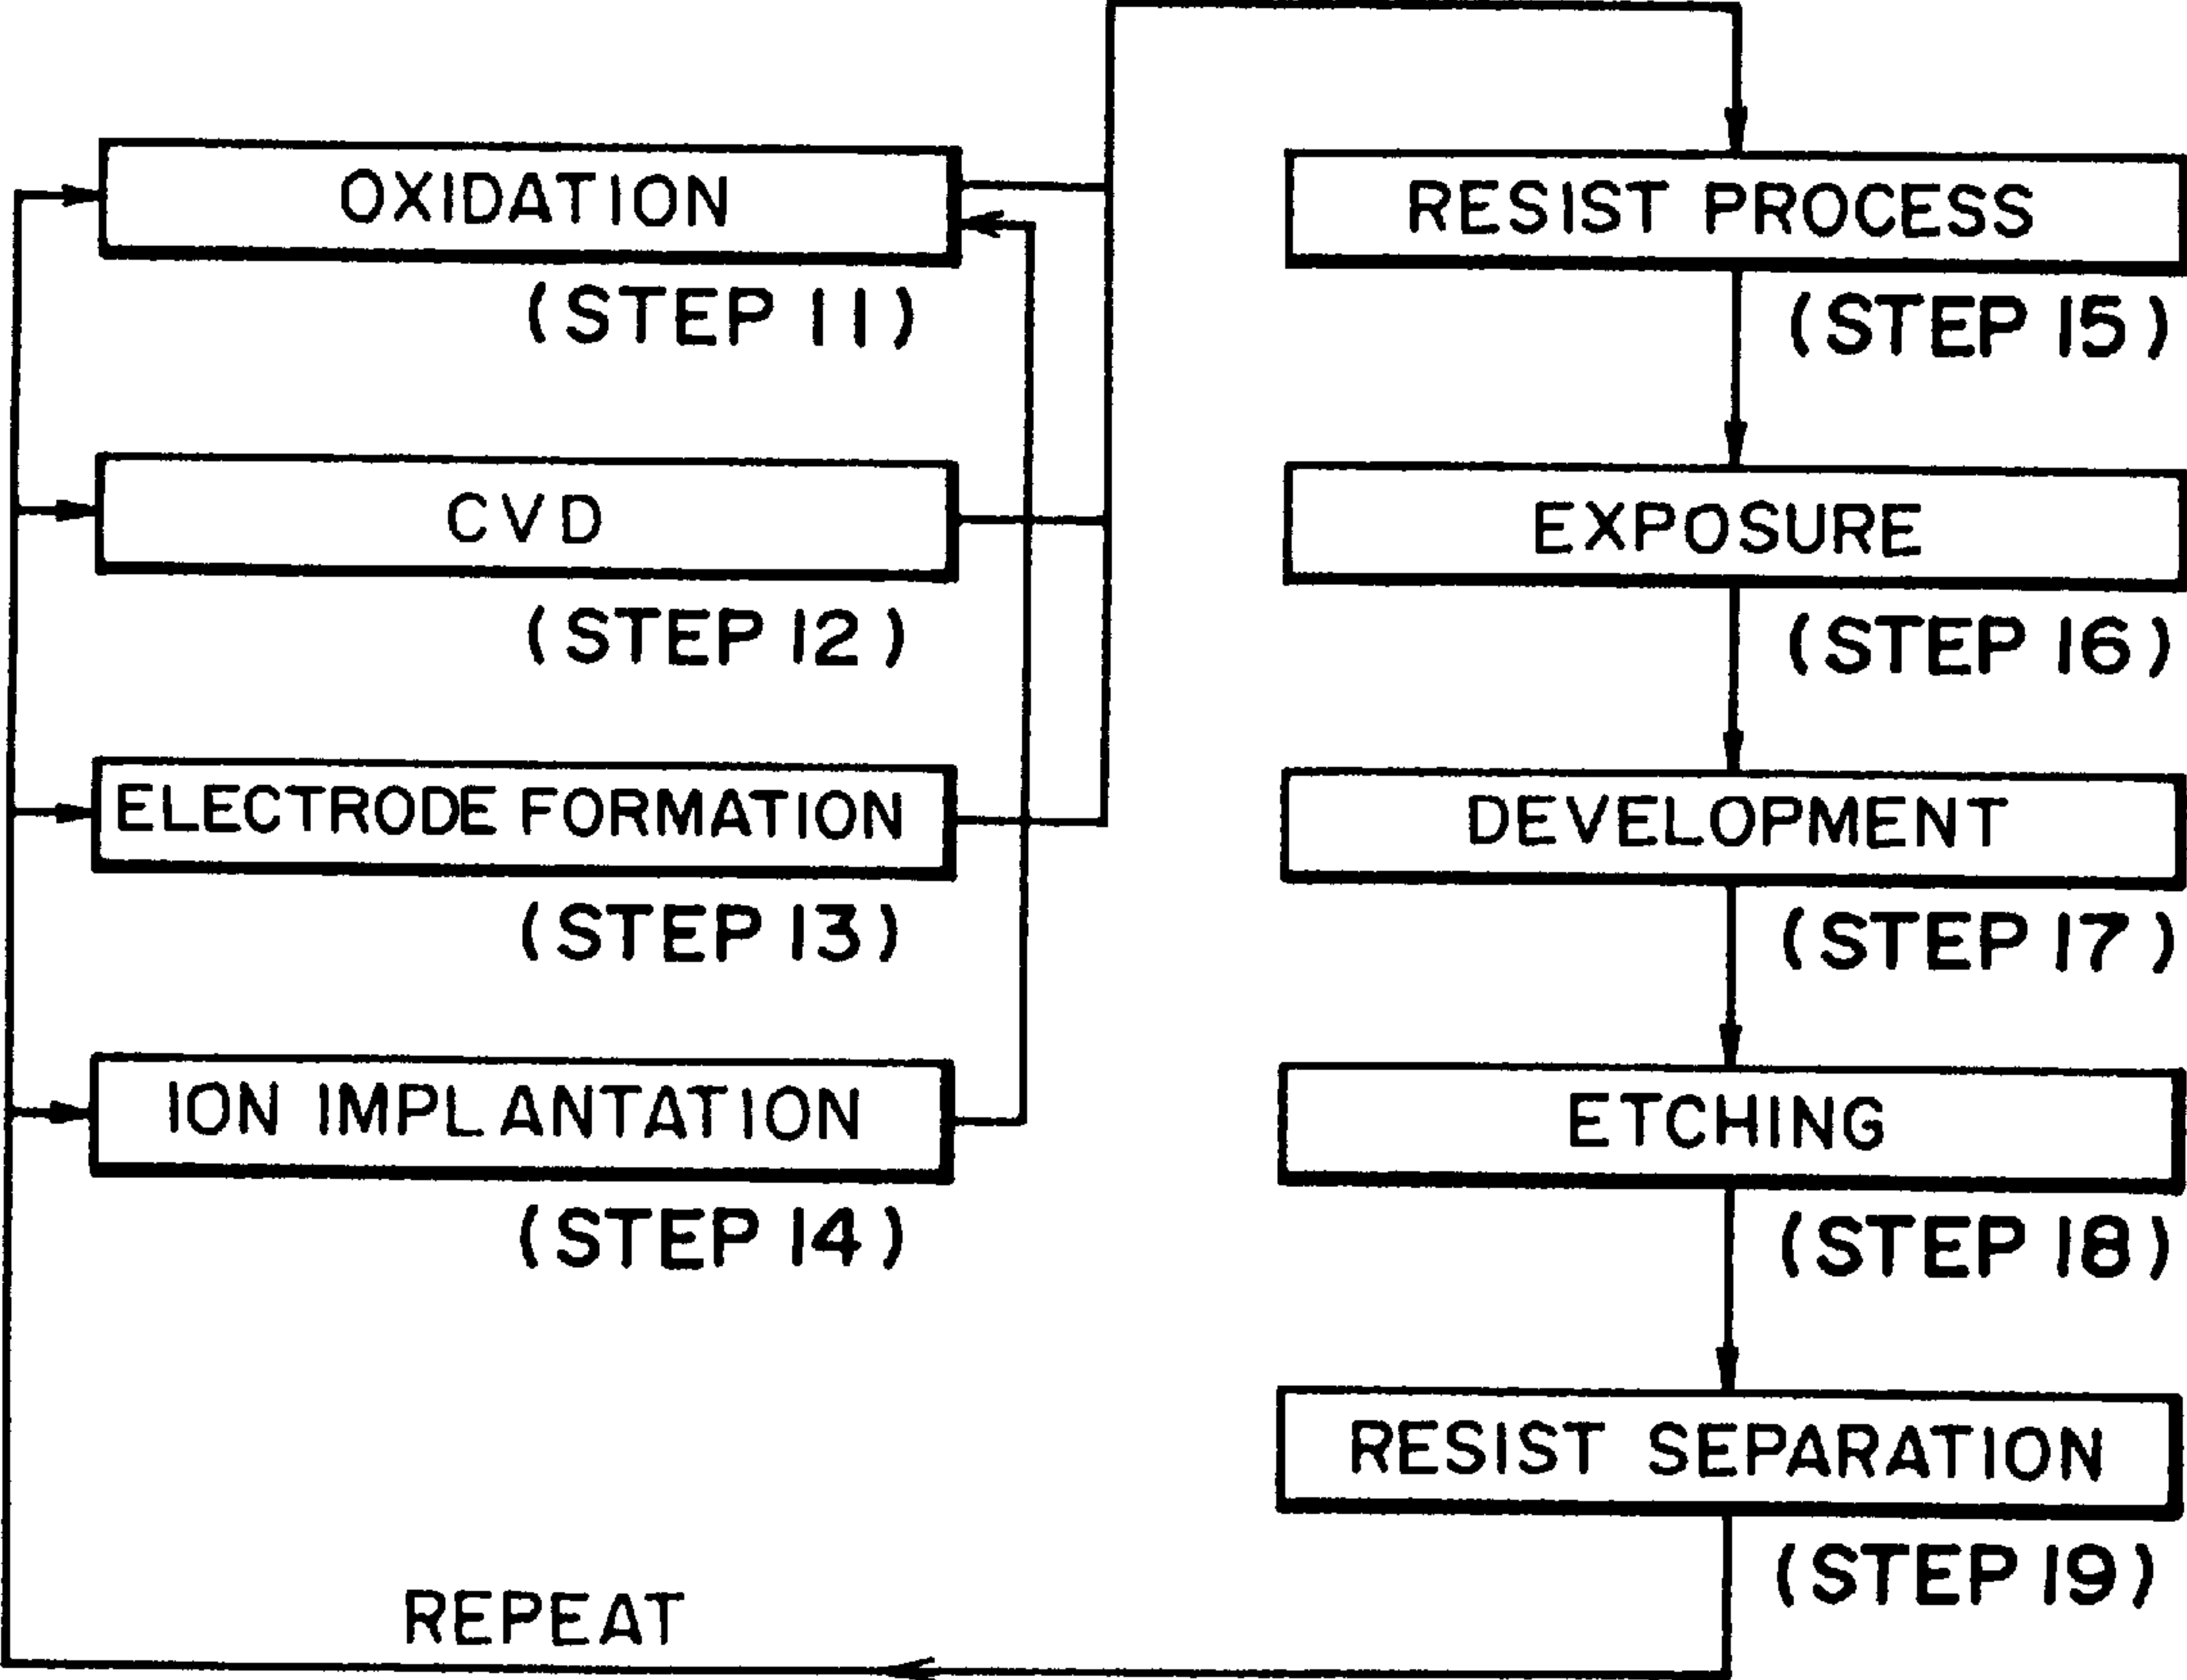 OXIDATION
(STEP 11)
CVD
(STEP 12)
ELECTRODE FORMATION
(STEP 13)
ION IMPLANTATION
(STEP 14)
RESIST PROCESS
(STEP 15)
EXPOSURE
(STEP 16)
DEVELOPMENT
(STEP 17)
ETCHING
(STEP 18)
RESIST SEPARATION
(STEP 19)
REPEAT